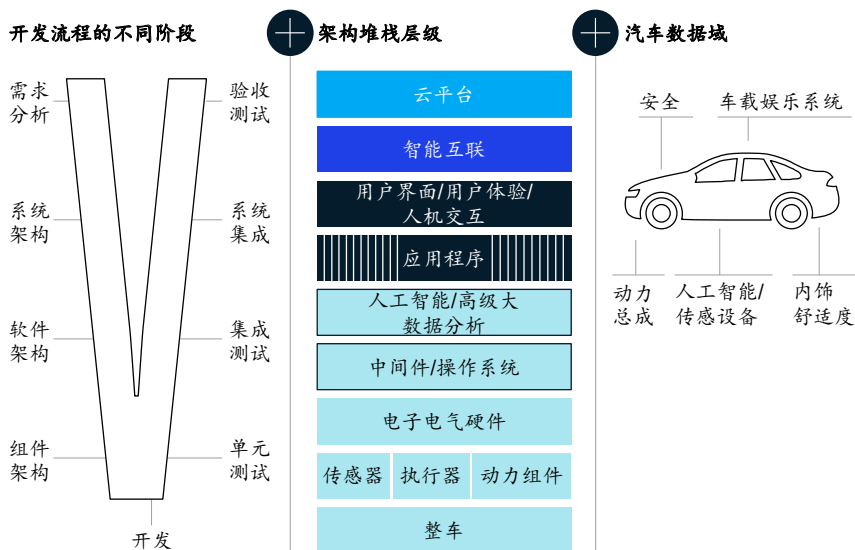 开发流程的不同阶段
需求
分析
系统
架构
软件
架构
组件
架构
开发
验收
测试
系统
集成
集成
测试
单元
测试
架构堆栈层级
云平台
智能互联
用户界面/用户体验/
人机交互
应用程序
人工智能/高级大
数据分析
中间件/操作系统
电子电气硬件
传感器
执行器
动力组件
整车
汽车数据域
安全
车载娱乐系统
动力
总成
人工智能/
传感设备
内饰
舒适度